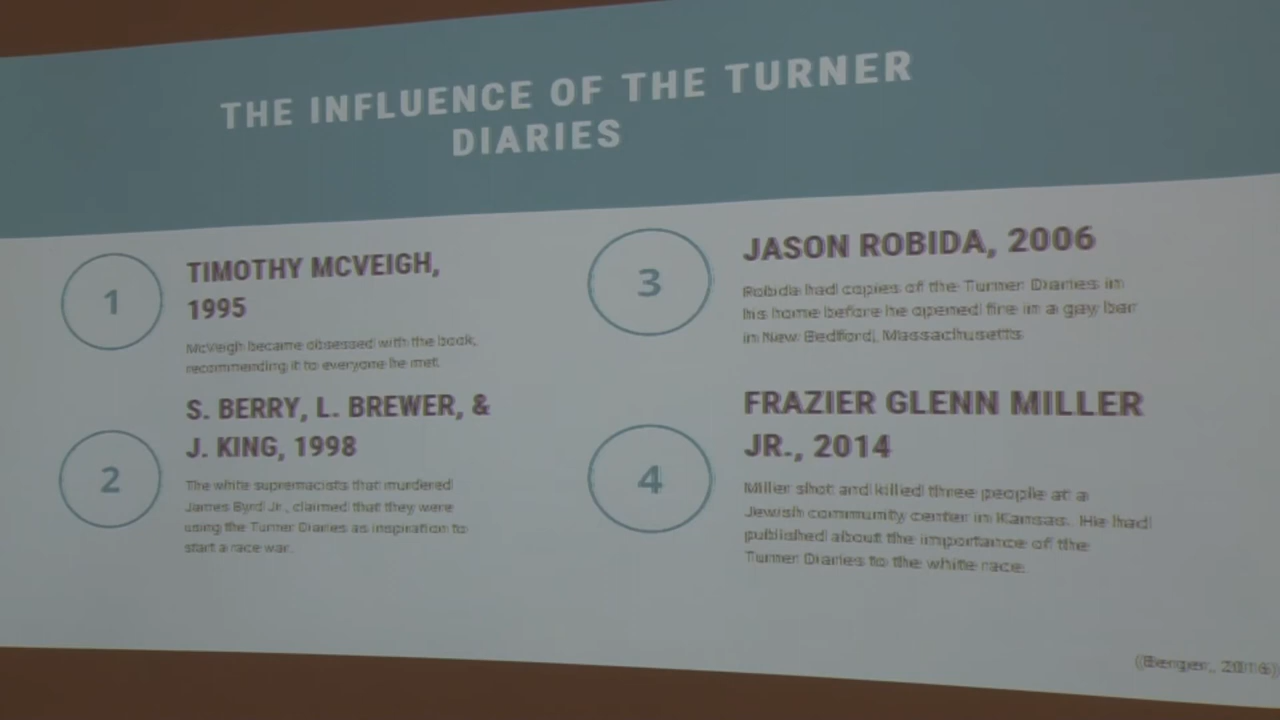 THE INFLUENCE OF THE TURNER
DIARIES
1
TIMOTHY MCVEIGH,
1995
McVeigh became obsessed with the book,
recommending it to everyone he met.
2
S. BERRY, L. BREWER, &
J. KING, 1998
The white supremacists that murdered
James Byrd Jr., claimed that they were
using the Turner Diaries as inspiration to
start a race war.
3
JASON ROBIDA, 2006
Robida had copies of the Turner Diaries in
his home before he opened fire in a gay bar
in New Bedford, Massachusetts.
4
FRAZIER GLENN MILLER
JR., 2014
Miller shot and killed three people at a
Jewish community center in Kansas. He had
published about the importance of the
Turner Diaries to the white race.
(Berger, 2016)